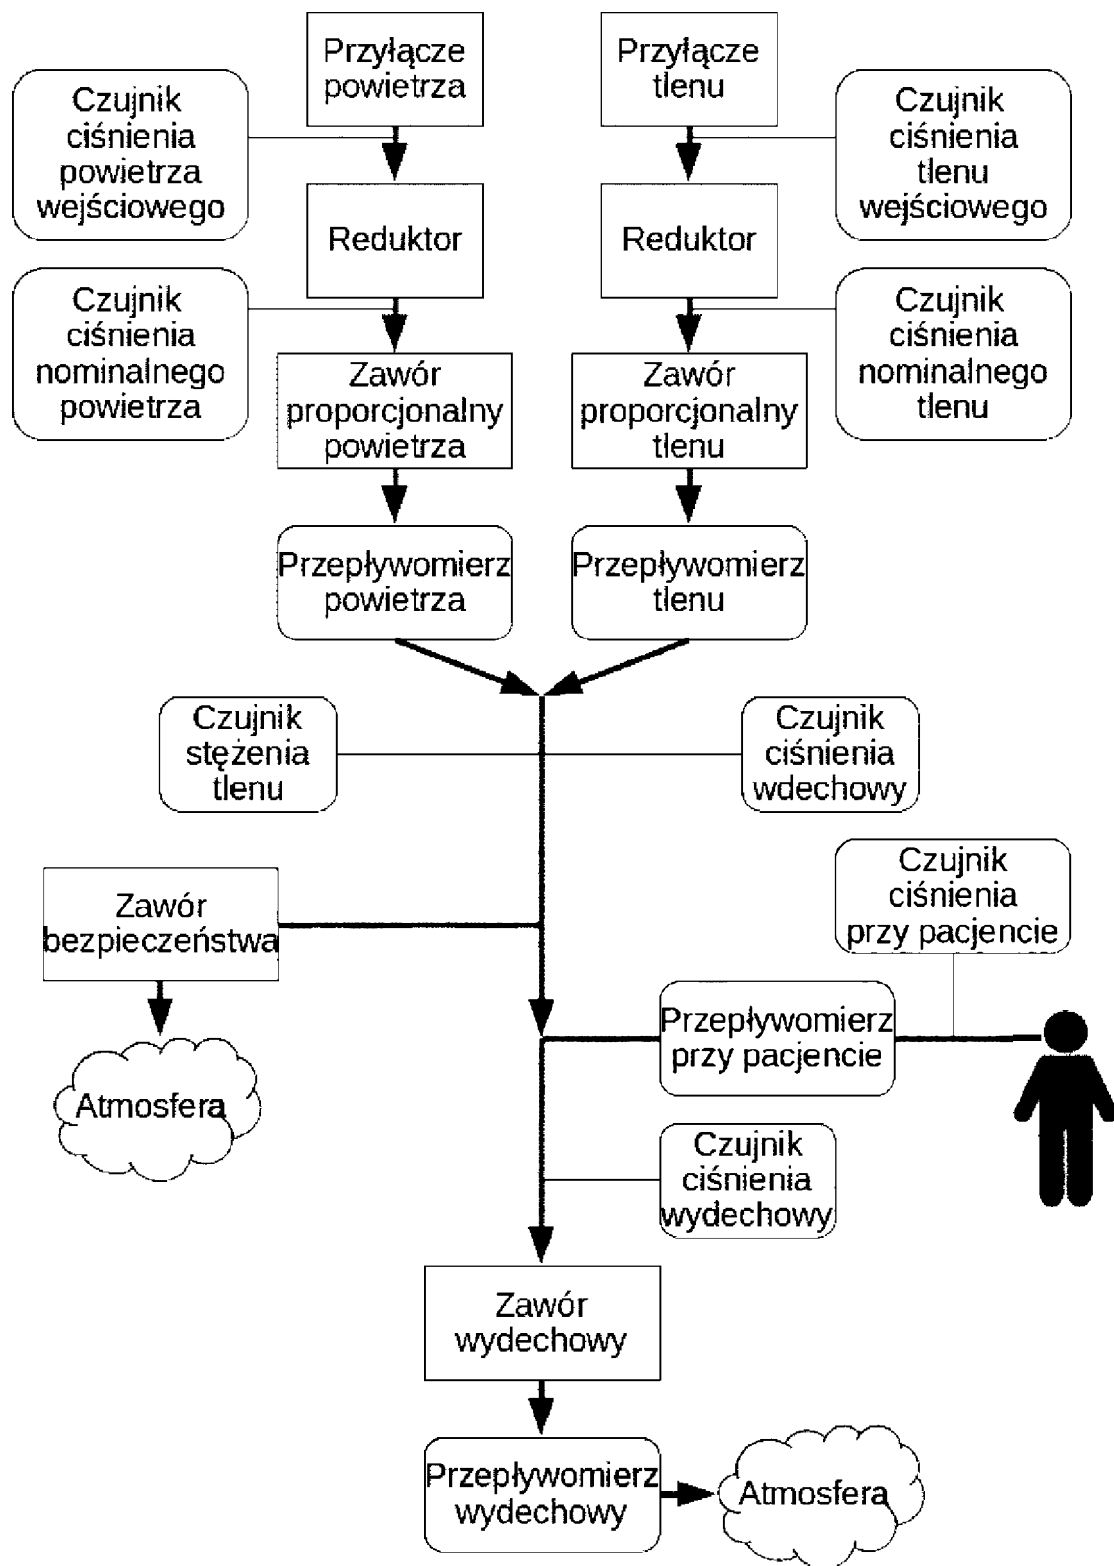 Przyłącze
powietrza
Przyłącze
tlenu
Czujnik
ciśnienia
powietrza
wejściowego
Czujnik
ciśnienia
tlenu
wejściowego
Reduktor
Reduktor
Czujnik
ciśnienia
nominalnego
powietrza
Czujnik
ciśnienia
nominalnego
tlenu
Zawór
proporcjonalny
powietrza
Zawór
proporcjonalny
tlenu
Przepływomierz
powietrza
Przepływomierz
tlenu
Czujnik
stężenia
tlenu
Czujnik
ciśnienia
wdechowy
Czujnik
ciśnienia
przy pacjencie
Zawór
bezpieczeństwa
Przepływomierz
przy pacjencie
Atmosfera
Czujnik
ciśnienia
wydechowy
Zawór
wydechowy
Przepływomierz
wydechowy
Atmosfera